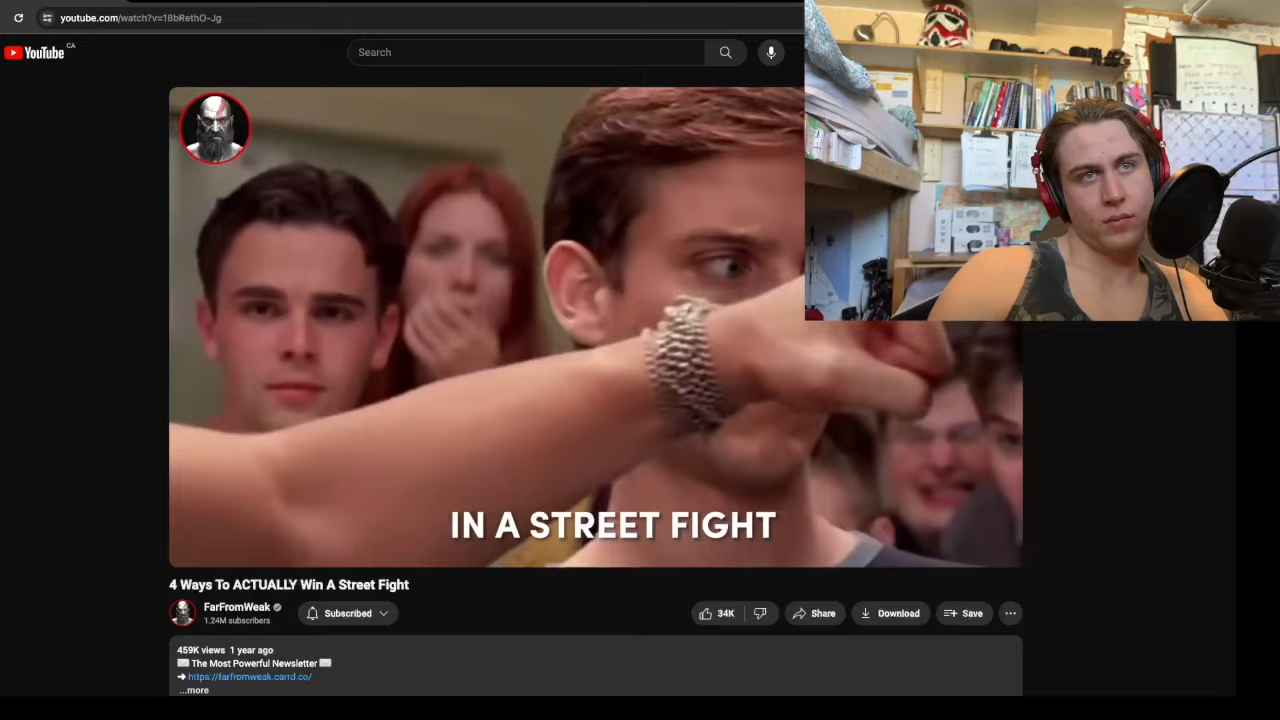 youtube.com/watch?v=18bRethO-Jg
YouTube CA
Search
IN A STREET FIGHT
4 Ways To ACTUALLY Win A Street Fight
FarFromWeak
1.24M subscribers
Subscribed
34K
Share
Download
Save
459K views 1 year ago
The Most Powerful Newsletter
https://farfromweak.carrd.co/
...more